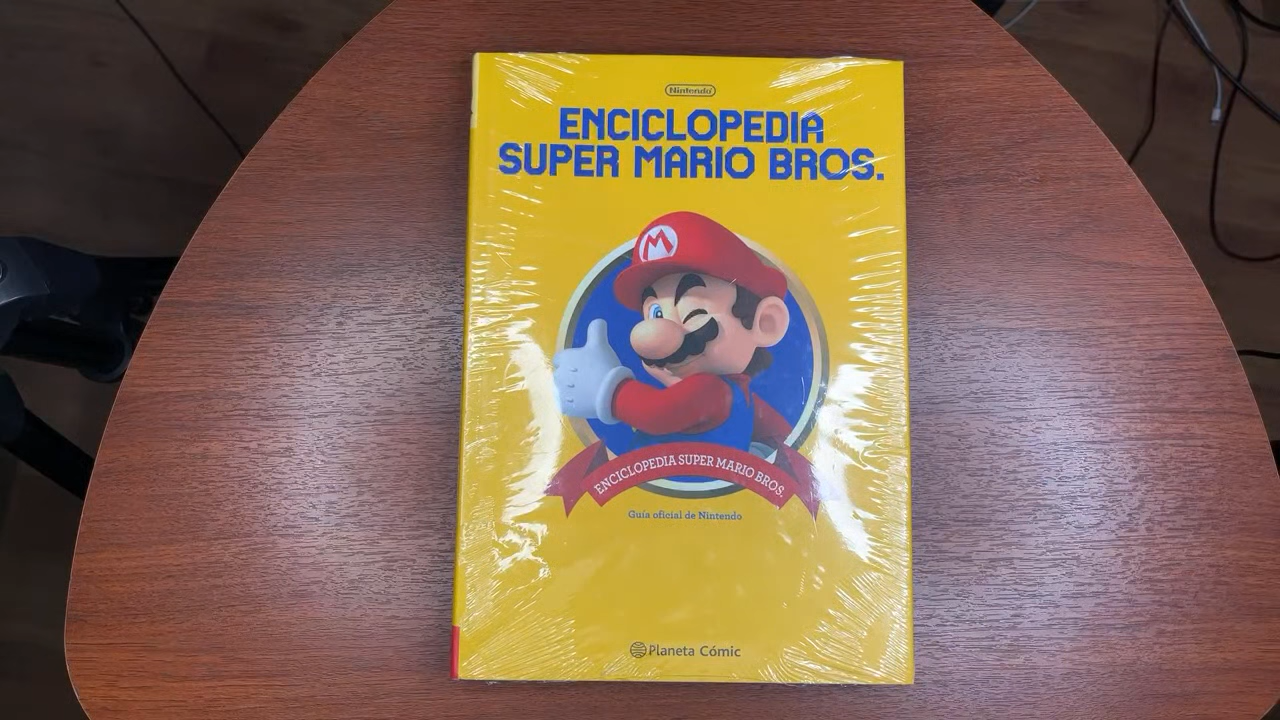 Nintendo
ENCICLOPEDIA
SUPER MARIO BROS.
M
ENCICLOPEDIA SUPER MARIO BROS.
Guía oficial de Nintendo
Planeta Cómic